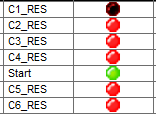 C1_RES
C2_RES
C3_RES
C4_RES
Start
C5_RES
C6_RES